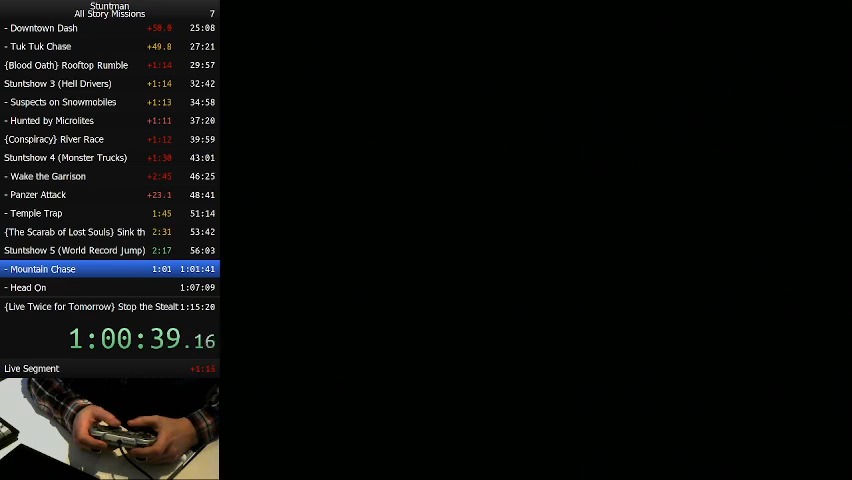 Stuntman
All Story Missions 7
- Downtown Dash +50.0 25:08
- Tuk Tuk Chase +49.8 27:21
{Blood Oath} Rooftop Rumble +1:14 29:57
Stuntshow 3 (Hell Drivers) +1:14 32:42
- Suspects on Snowmobiles +1:13 34:58
- Hunted by Microlites +1:11 37:20
{Conspiracy} River Race +1:12 39:59
Stuntshow 4 (Monster Trucks) +1:30 43:01
- Wake the Garrison +2:45 46:25
- Panzer Attack +23.1 48:41
- Temple Trap 1:45 51:14
{The Scarab of Lost Souls} Sink th 2:31 53:42
Stuntshow 5 (World Record Jump) 2:17 56:03
- Mountain Chase 1:01 1:01:41
- Head On 1:07:09
{Live Twice for Tomorrow} Stop the Stealt 1:15:20
1:00:39.16
Live Segment +1:15